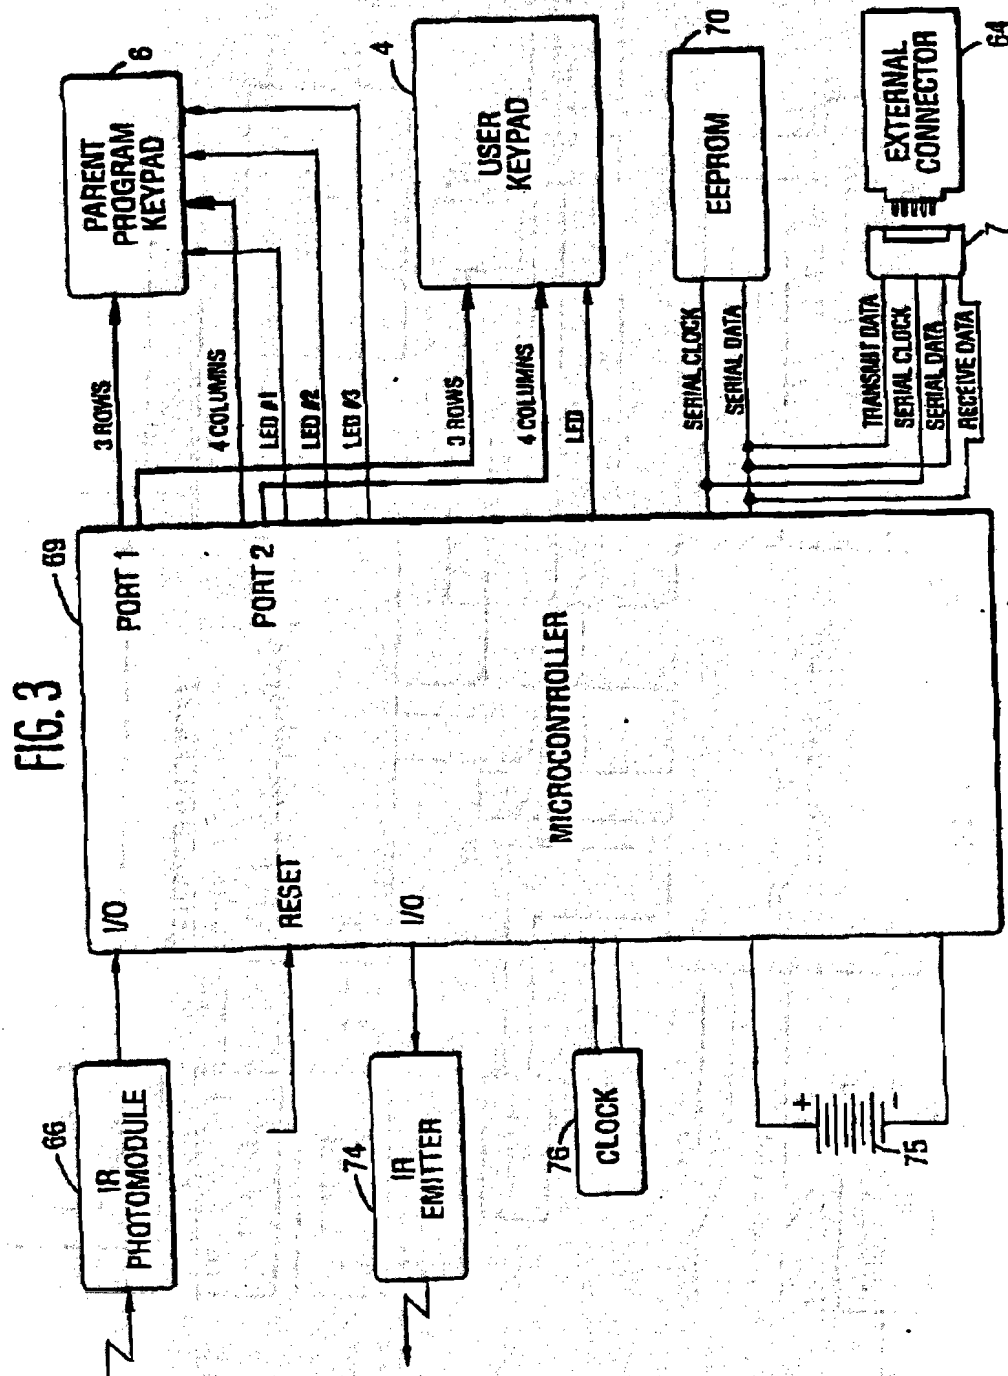 FIG. 3
66
IR
PHOTOMODULE
I/O
RESET
74
IR
EMITTER
I/O
76
CLOCK
+
-
75
69
MICROCONTROLLER
PORT 1
PORT 2
3 ROWS
4 COLUMNS
LED #1
LED #2
LED #3
6
PARENT
PROGRAM
KEYPAD
3 ROWS
4 COLUMNS
LED
4
USER
KEYPAD
SERIAL CLOCK
SERIAL DATA
70
EEPROM
TRANSMIT DATA
SERIAL CLOCK
SERIAL DATA
RECEIVE DATA
7
EXTERNAL
CONNECTOR
64